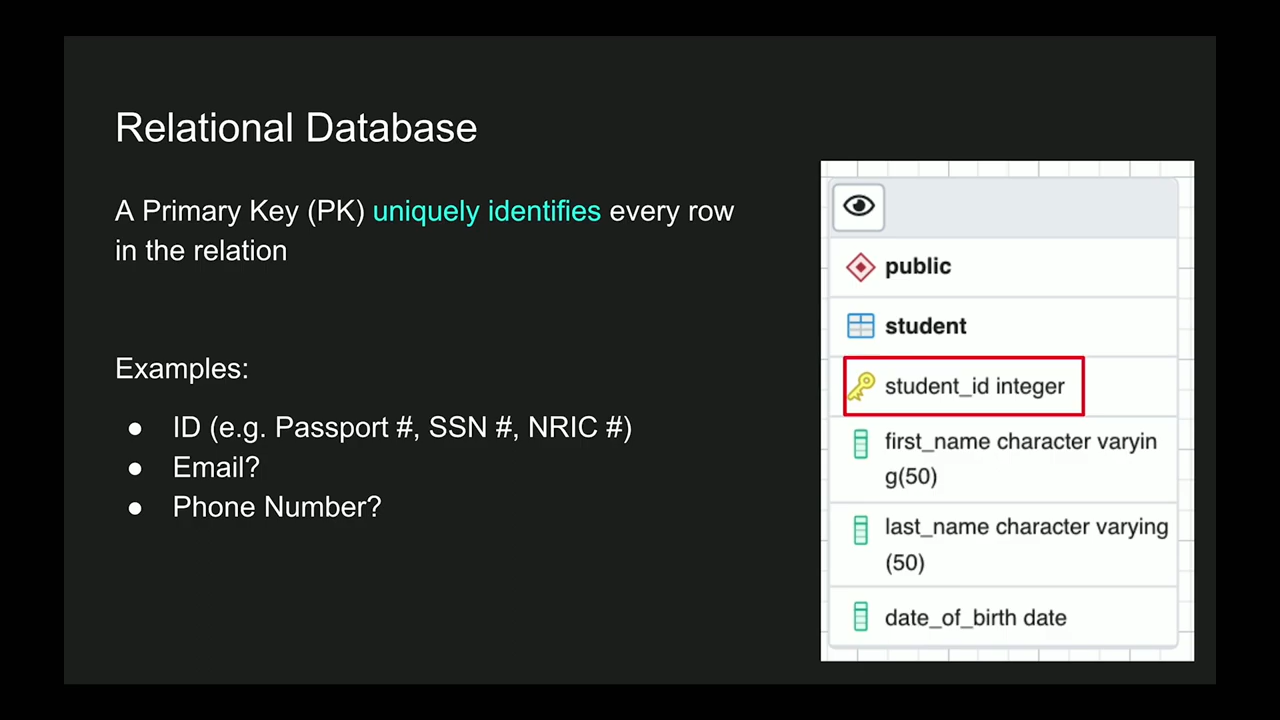 Relational Database
A Primary Key (PK) uniquely identifies every row
in the relation
Examples:
● ID (e.g. Passport #, SSN #, NRIC #)
● Email?
● Phone Number?
public
student
student_id integer
first_name character varyin
g(50)
last_name character varying
(50)
date_of_birth date